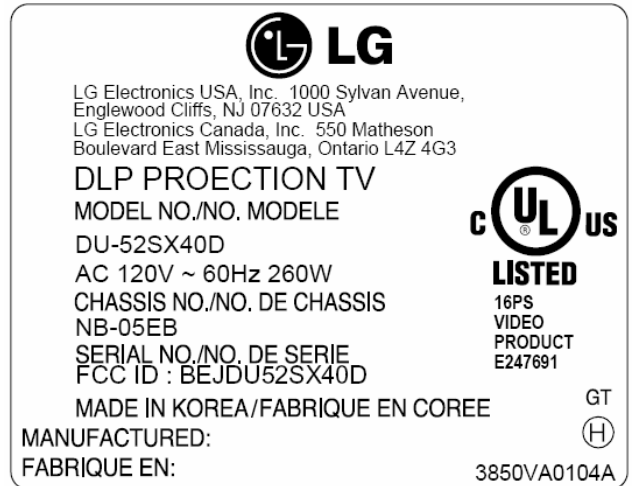 LG
LG Electronics USA, Inc. 1000 Sylvan Avenue,
Englewood Cliffs, NJ 07632 USA
LG Electronics Canada, Inc. 550 Matheson
Boulevard East Mississauga, Ontario L4Z 4G3
DLP PROECTION TV
MODEL NO./NO. MODELE
DU-52SX40D
AC 120V ~ 60Hz 260W
CHASSIS NO./NO. DE CHASSIS
NB-05EB
SERIAL NO./NO. DE SERIE
FCC ID : BEJDU52SX40D
MADE IN KOREA/FABRIQUE EN COREE
MANUFACTURED:
FABRIQUE EN:
C UL® US
LISTED
16PS
VIDEO
PRODUCT
E247691
GT
H
3850VA0104A